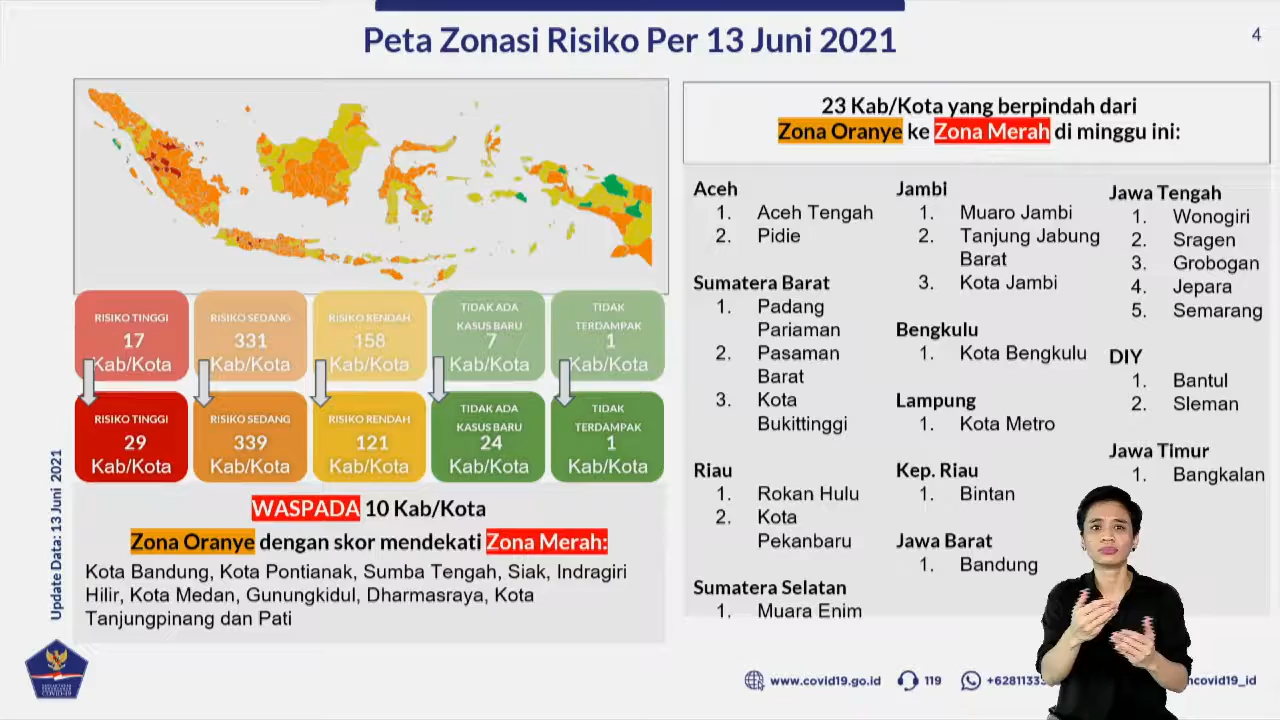 Peta Zonasi Risiko Per 13 Juni 2021
4
RISIKO TINGGI
17
Kab/Kota
RISIKO SEDANG
331
Kab/Kota
RISIKO RENDAH
158
Kab/Kota
TIDAK ADA
KASUS BARU
7
Kab/Kota
TIDAK
TERDAMPAK
1
Kab/Kota
RISIKO TINGGI
29
Kab/Kota
RISIKO SEDANG
339
Kab/Kota
RISIKO RENDAH
121
Kab/Kota
TIDAK ADA
KASUS BARU
24
Kab/Kota
TIDAK
TERDAMPAK
1
Kab/Kota
Update Data: 13 Juni 2021
WASPADA 10 Kab/Kota
Zona Oranye dengan skor mendekati Zona Merah:
Kota Bandung, Kota Pontianak, Sumba Tengah, Siak, Indragiri
Hilir, Kota Medan, Gunungkidul, Dharmasraya, Kota
Tanjungpinang dan Pati
23 Kab/Kota yang berpindah dari
Zona Oranye ke Zona Merah di minggu ini:
Aceh
1. Aceh Tengah
2. Pidie
Sumatera Barat
1. Padang
Pariaman
2. Pasaman
Barat
3. Kota
Bukittinggi
Riau
1. Rokan Hulu
2. Kota
Pekanbaru
Sumatera Selatan
1. Muara Enim
Jambi
1. Muaro Jambi
2. Tanjung Jabung
Barat
3. Kota Jambi
Bengkulu
1. Kota Bengkulu
Lampung
1. Kota Metro
Kep. Riau
1. Bintan
Jawa Barat
1. Bandung
Jawa Tengah
1. Wonogiri
2. Sragen
3. Grobogan
4. Jepara
5. Semarang
DIY
1. Bantul
2. Sleman
Jawa Timur
1. Bangkalan
COVID-19
www.covid19.go.id
119
+62811333
ncovid19_id